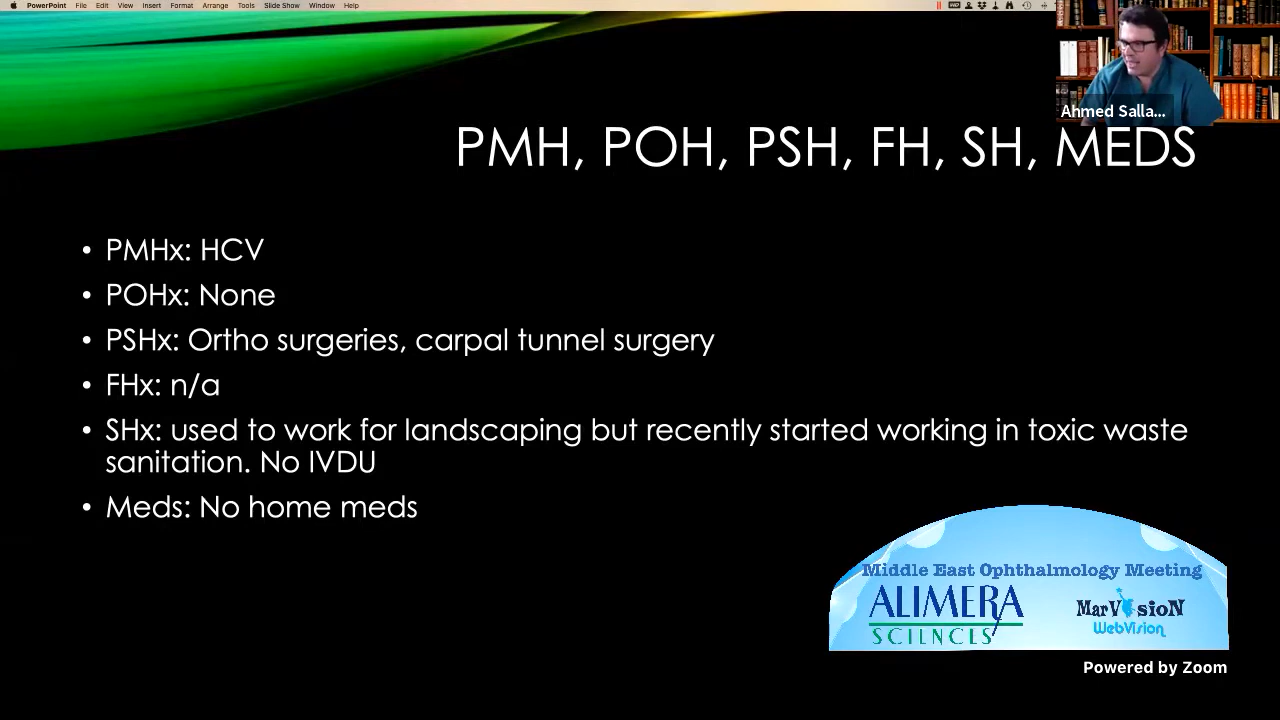 PowerPoint File Edit View Insert Format Arrange Tools Slide Show Window Help
Ahmed Salla...
PMH, POH, PSH, FH, SH, MEDS
• PMHx: HCV
• POHx: None
• PSHx: Ortho surgeries, carpal tunnel surgery
• FHx: n/a
• SHx: used to work for landscaping but recently started working in toxic waste
sanitation. No IVDU
• Meds: No home meds
Middle East Ophthalmology Meeting
ALIMERA
SCIENCES
MarVisioN
WebVision
Powered by Zoom